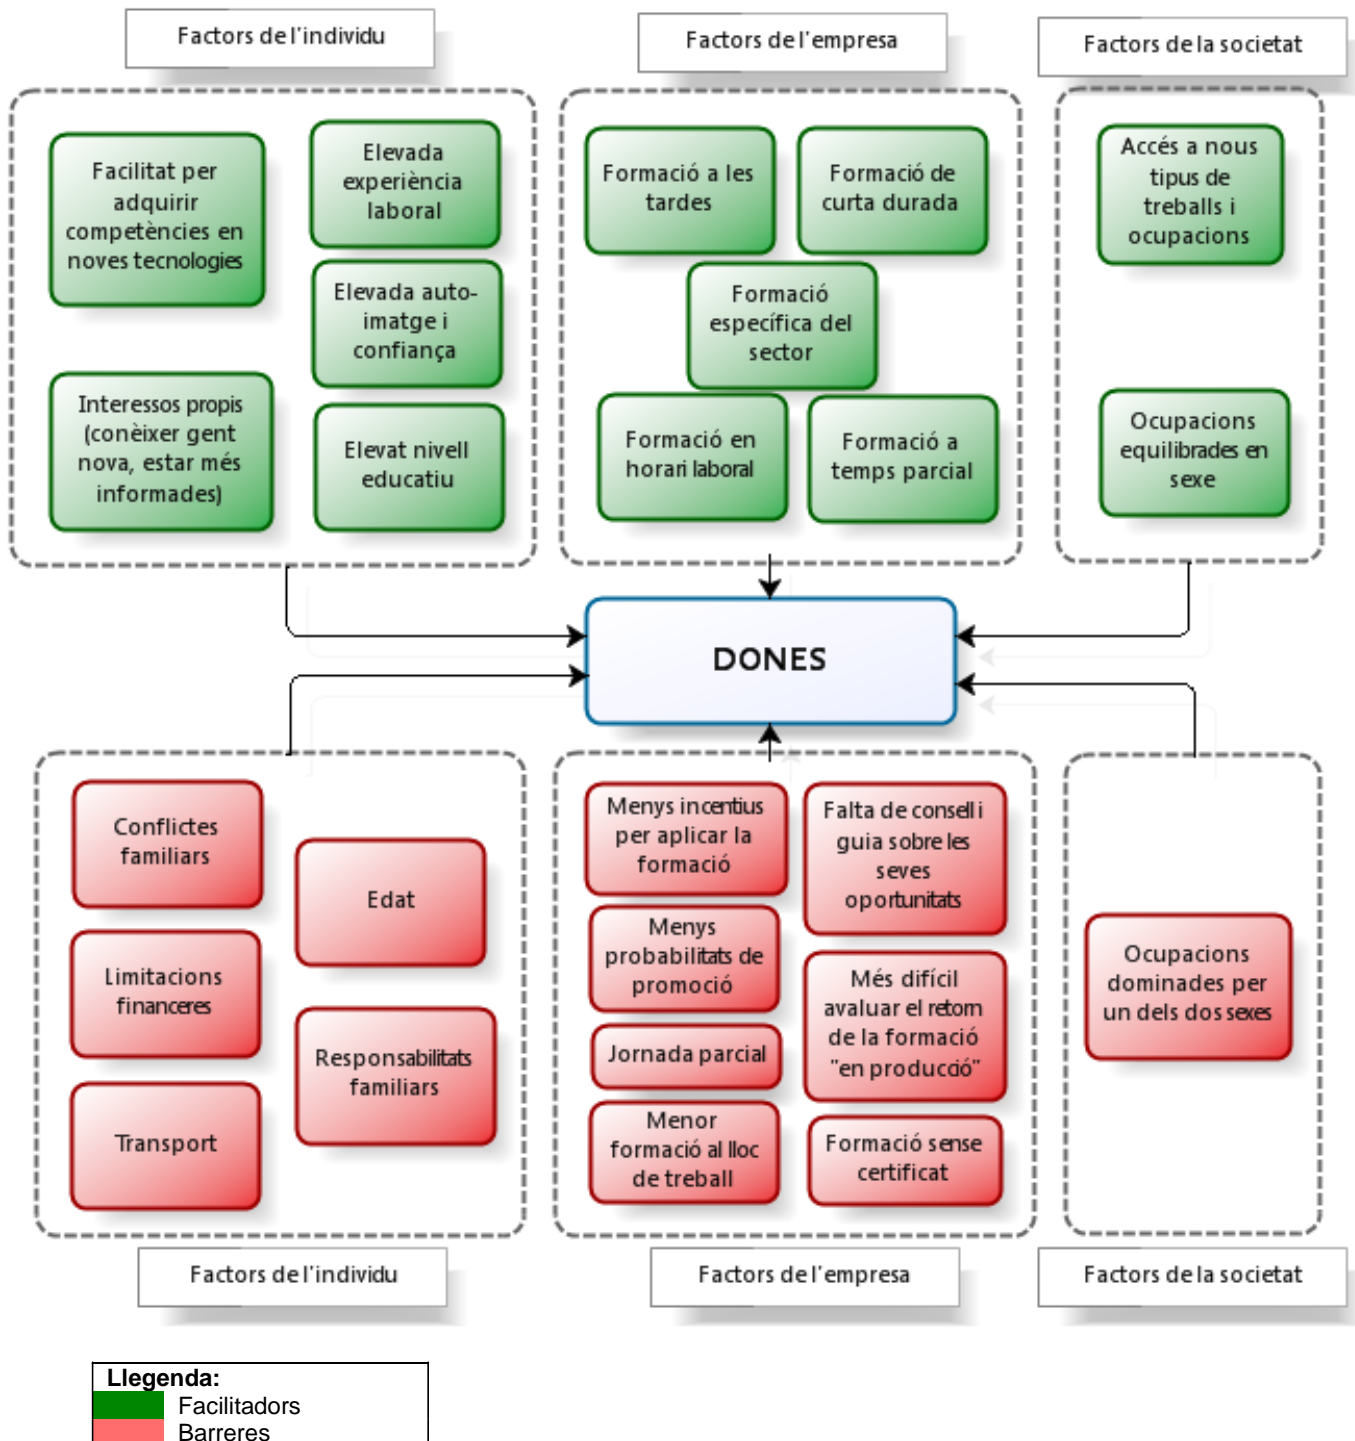 Factors de l'individu
Factors de l'empresa
Factors de la societat
Facilitat per
adquirir
competències en
noves tecnologies
Elevada
experiència
laboral
Elevada auto-
imatge i
confiança
Interessos propis
(conèixer gent
nova, estar més
informades)
Elevat nivell
educatiu
Formació a les
tardes
Formació de
curta durada
Formació
específica del
sector
Formació en
horari laboral
Formació a
temps parcial
Accés a nous
tipus de
treballs i
ocupacions
Ocupacions
equilibrades en
sexe
DONES
Conflictes
familiars
Edat
Limitacions
financeres
Responsabilitats
familiars
Transport
Menys incentius
per aplicar la
formació
Falta de consell i
guia sobre les
seves
oportunitats
Menys
probabilitats de
promoció
Més difícil
avaluar el retorn
de la formació
"en producció"
Jornada parcial
Menor
formació al lloc
de treball
Formació sense
certificat
Ocupacions
dominades per
un dels dos sexes
Factors de l'individu
Factors de l'empresa
Factors de la societat
Llegenda:
Facilitadors
Barreres